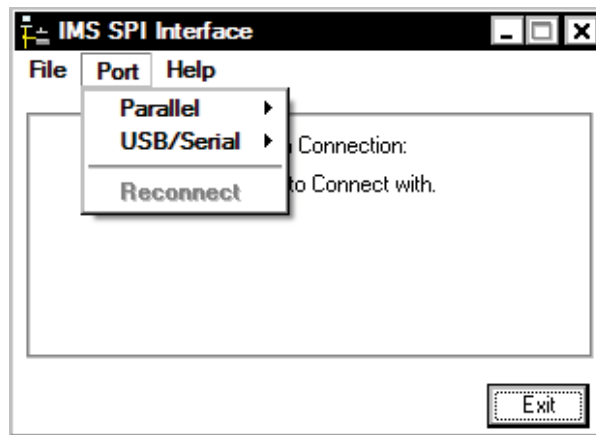 IMS SPI Interface
File Port Help
Parallel
USB/Serial
Connection:
to Connect with.
Reconnect
Exit